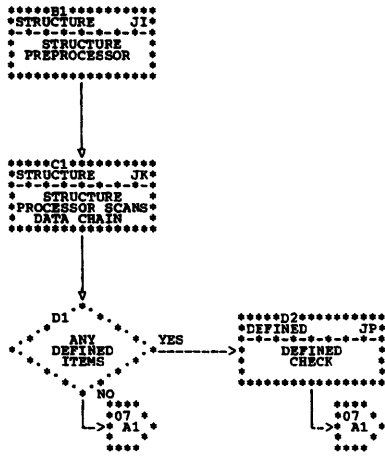 B1
STRUCTURE JI
STRUCTURE
PREPROCESSOR
C1
STRUCTURE JK
STRUCTURE
PROCESSOR SCANS
DATA CHAIN
D1
ANY
DEFINED
ITEMS
YES
NO
D2
DEFINED JP
DEFINED
CHECK
07
A1
07
A1